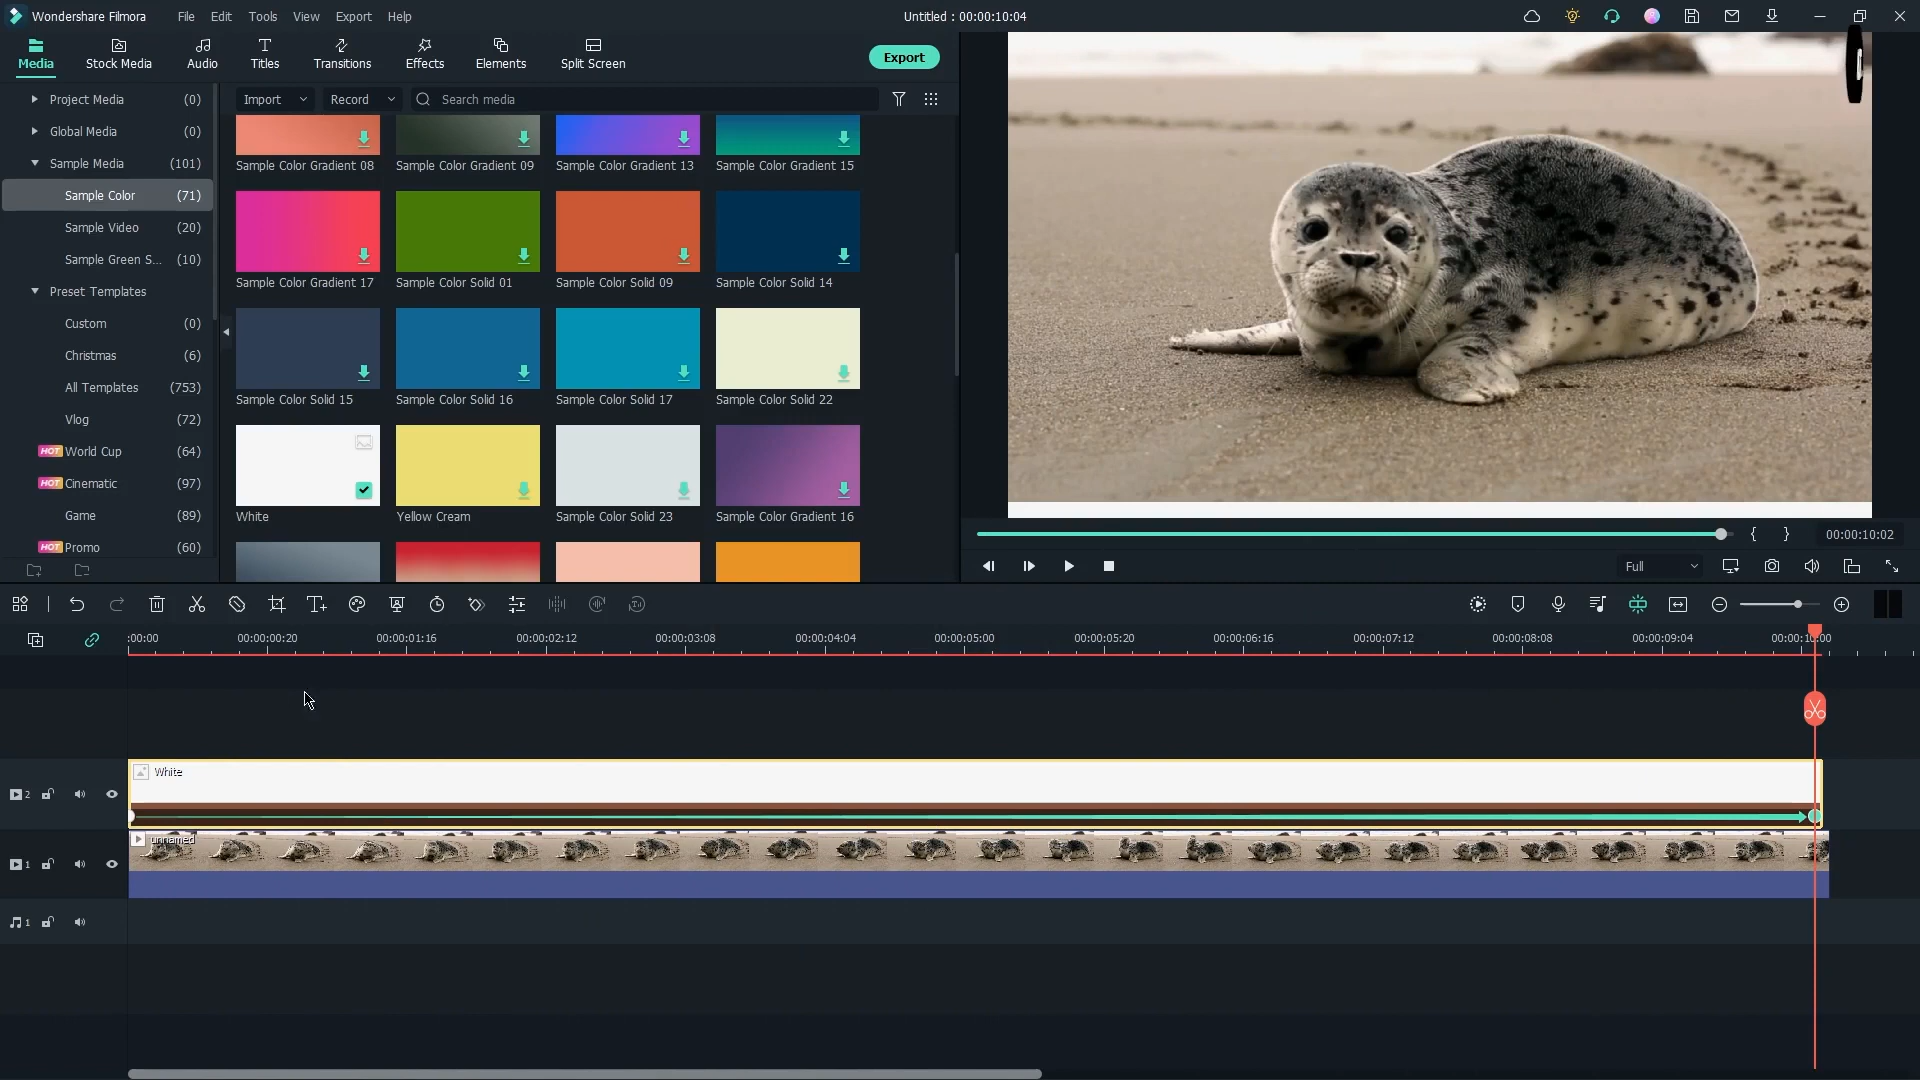 Wondershare Filmora File Edit Tools View Export Help Untitled : 00:00:10:04
Media Stock Media Audio Titles Transitions Effects Elements Split Screen Export
Project Media (0)
Global Media (0)
Sample Media (101)
Sample Color (71)
Sample Video (20)
Sample Green S... (10)
Preset Templates
Custom (0)
Christmas (6)
All Templates (753)
Vlog (72)
HOT World Cup (64)
HOT Cinematic (97)
Game (89)
HOT Promo (60)
Import Record Search media
Sample Color Gradient 08 Sample Color Gradient 09 Sample Color Gradient 13 Sample Color Gradient 15
Sample Color Gradient 17 Sample Color Solid 01 Sample Color Solid 09 Sample Color Solid 14
Sample Color Solid 15 Sample Color Solid 16 Sample Color Solid 17 Sample Color Solid 22
White Yellow Cream Sample Color Solid 23 Sample Color Gradient 16
{ } 00:00:10:02
Full
:00:00 00:00:00:20 00:00:01:16 00:00:02:12 00:00:03:08 00:00:04:04 00:00:05:00 00:00:05:20 00:00:06:16 00:00:07:12 00:00:08:08 00:00:09:04 00:00:10:00
White
2
unnamed
1
1